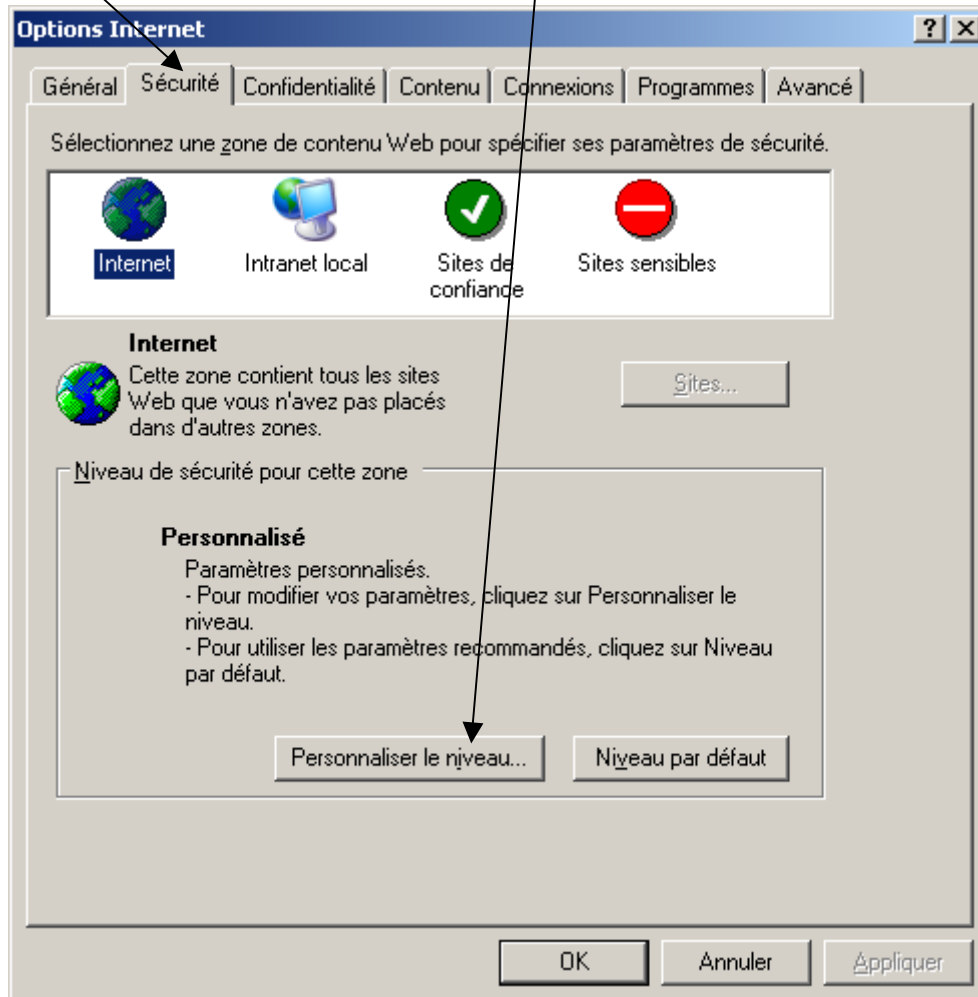 Options Internet
Général Sécurité Confidentialité Contenu Connexions Programmes Avancé
Sélectionnez une zone de contenu Web pour spécifier ses paramètres de sécurité.
Internet Intranet local Sites de confiance Sites sensibles
Internet
Cette zone contient tous les sites
Web que vous n'avez pas placés
dans d'autres zones.
Sites...
Niveau de sécurité pour cette zone
Personnalisé
Paramètres personnalisés.
- Pour modifier vos paramètres, cliquez sur Personnaliser le
niveau.
- Pour utiliser les paramètres recommandés, cliquez sur Niveau
par défaut.
Personnaliser le niveau... Niveau par défaut
OK Annuler Appliquer